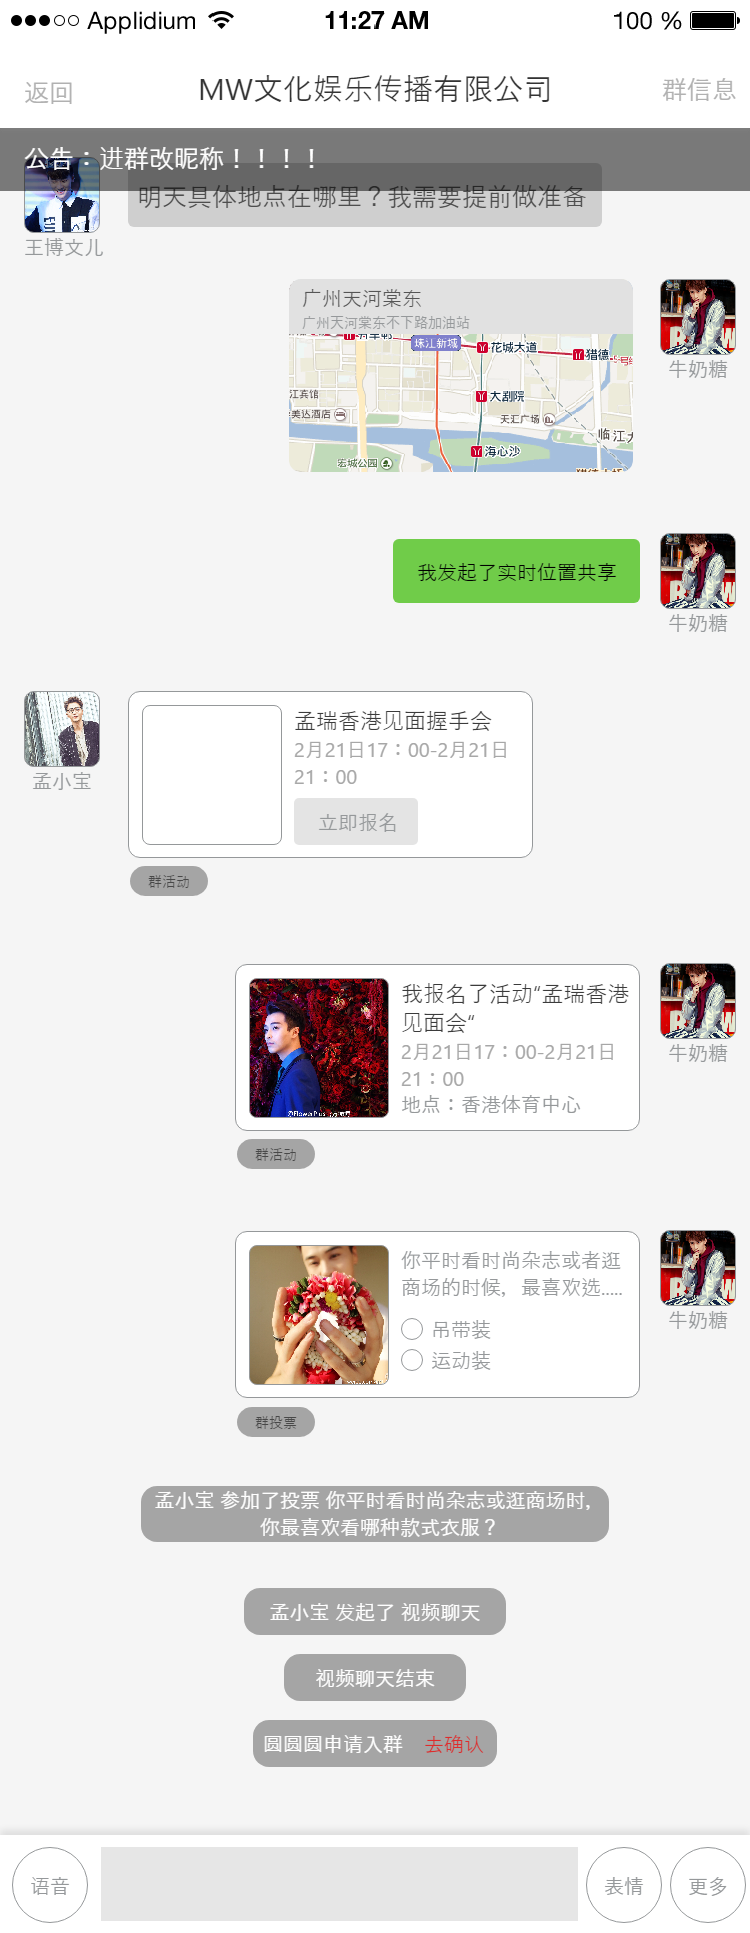 Applidium 11:27 AM 100 %
返回 MW文化娱乐传播有限公司 群信息
公告：进群改昵称！！！！
明天具体地点在哪里？我需要提前做准备
王博文儿
广州天河棠东
广州天河棠东不下路加油站
珠江新城
花城大道
猎德
江宾馆
大剧院
美达酒店
天汇广场
临江大
海心沙
宏城公园
牛奶糖
我发起了实时位置共享
牛奶糖
孟小宝
孟瑞香港见面握手会
2月21日17：00-2月21日
21：00
立即报名
群活动
我报名了活动“孟瑞香港
见面会“
2月21日17：00-2月21日
21：00
地点：香港体育中心
牛奶糖
群活动
你平时看时尚杂志或者逛
商场的时候，最喜欢选.....
吊带装
运动装
牛奶糖
群投票
孟小宝 参加了投票 你平时看时尚杂志或逛商场时,
你最喜欢看哪种款式衣服？
孟小宝 发起了 视频聊天
视频聊天结束
圆圆圆申请入群 去确认
语音 表情 更多